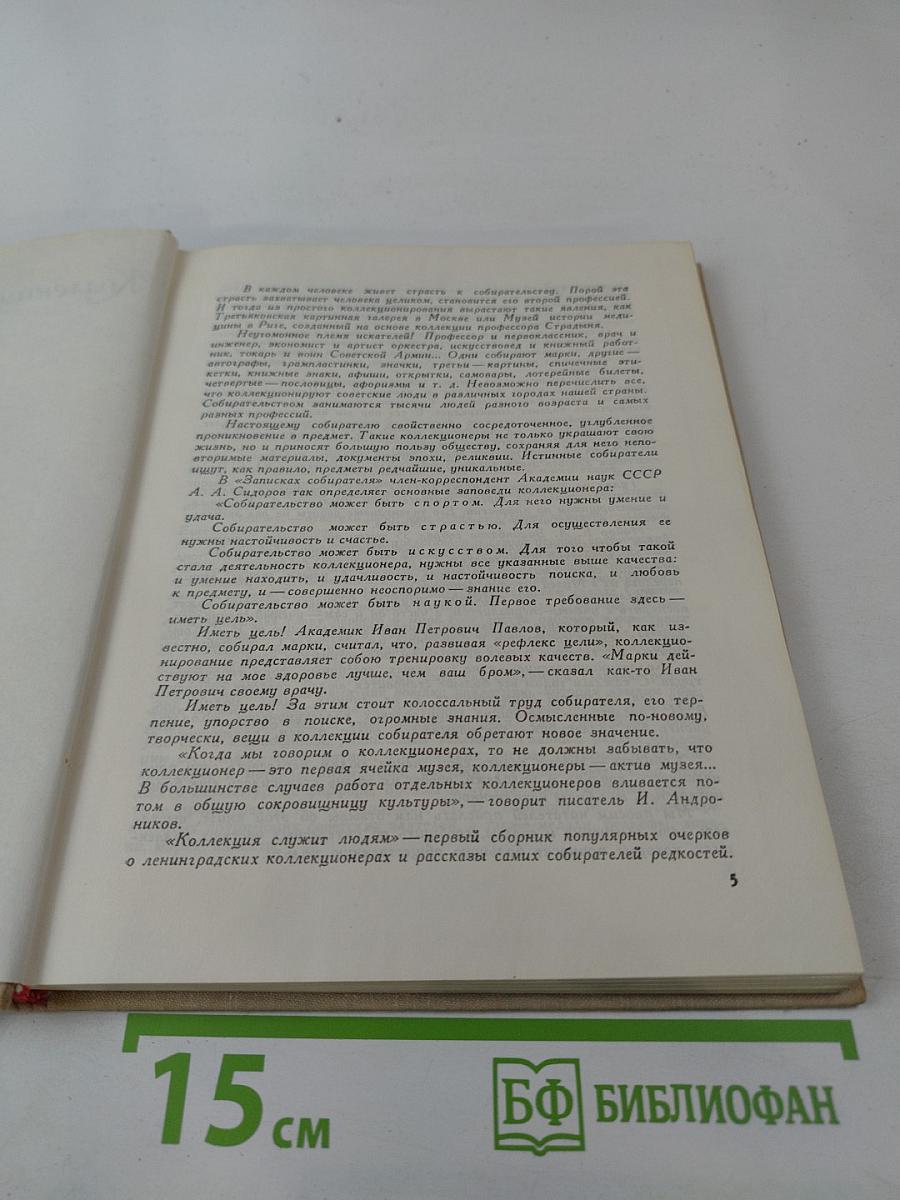 В каждом человеке живет страсть к собирательству. Порой эта
страсть захватывает человека целиком, становится его второй профессией.
И тогда из простого коллекционирования вырастают такие явления, как
Третьяковская картинная галерея в Москве или Музей истории меди-
цины в Риге, созданный на основе коллекции профессора Страдыня.
Неугомонное племя искателей! Профессор и первоклассник, врач и
инженер, экономист и артист оркестра, искусствовед и книжный работ-
ник, токарь и воин Советской Армии... Одни собирают марки, другие —
автографы, грампластинки, значки, третьи — картины, спичечные эти-
кетки, книжные знаки, афиши, открытки, самовары, лотерейные билеты,
четвертые — пословицы, афоризмы и т. д. Невозможно перечислить все,
что коллекционируют советские люди в различных городах нашей страны.
Собирательством занимаются тысячи людей разного возраста и самых
разных профессий.
Настоящему собирателю свойственно сосредоточенное, углубленное
проникновение в предмет. Такие коллекционеры не только украшают свою
жизнь, но и приносят большую пользу обществу, сохраняя для него непо-
вторимые материалы, документы эпохи, реликвии. Истинные собиратели
ищут, как правило, предметы редчайшие, уникальные.
В «Записках собирателя» член-корреспондент Академии наук СССР
А. А. Сидоров так определяет основные заповеди коллекционера:
«Собирательство может быть спортом. Для него нужны умение и
удача.
Собирательство может быть страстью. Для осуществления ее
нужны настойчивость и счастье.
Собирательство может быть искусством. Для того чтобы такой
стала деятельность коллекционера, нужны все указанные выше качества:
и умение находить, и удачливость, и настойчивость поиска, и любовь
к предмету, и — совершенно неоспоримо — знание его.
Собирательство может быть наукой. Первое требование здесь —
иметь цель».
Иметь цель! Академик Иван Петрович Павлов, который, как из-
вестно, собирал марки, считал, что, развивая «рефлекс цели», коллекцио-
нирование представляет собою тренировку волевых качеств. «Марки дей-
ствуют на мое здоровье лучше, чем ваш бром», — сказал как-то Иван
Петрович своему врачу.
Иметь цель! За этим стоит колоссальный труд собирателя, его тер-
пение, упорство в поиске, огромные знания. Осмысленные по-новому,
творчески, вещи в коллекции собирателя обретают новое значение.
«Когда мы говорим о коллекционерах, то не должны забывать, что
коллекционер — это первая ячейка музея, коллекционеры — актив музея...
В большинстве случаев работа отдельных коллекционеров вливается по-
том в общую сокровищницу культуры», — говорит писатель И. Андро-
ников.
«Коллекция служит людям» — первый сборник популярных очерков
о ленинградских коллекционерах и рассказы самих собирателей редкостей.
5
15 см
БФ БИБЛИОФАН